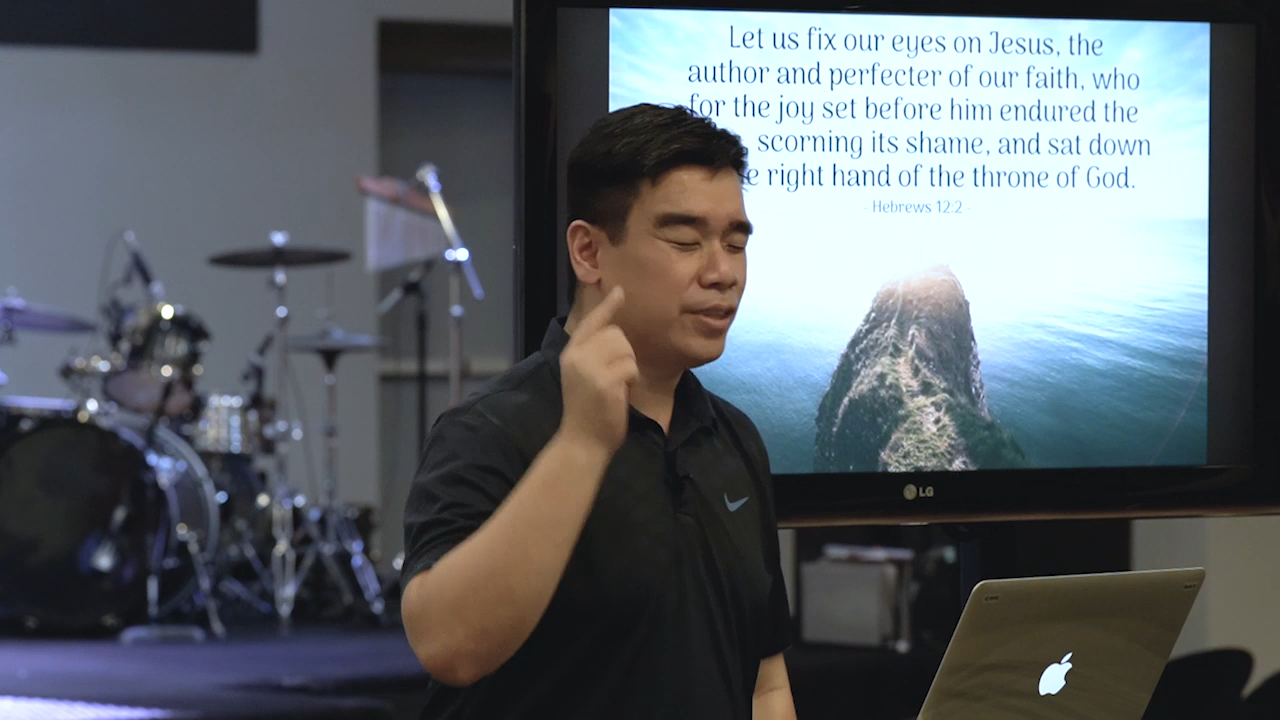 Let us fix our eyes on Jesus, the
author and perfecter of our faith, who
for the joy set before him endured the
scorning its shame, and sat down
right hand of the throne of God.
- Hebrews 12:2 -
LG